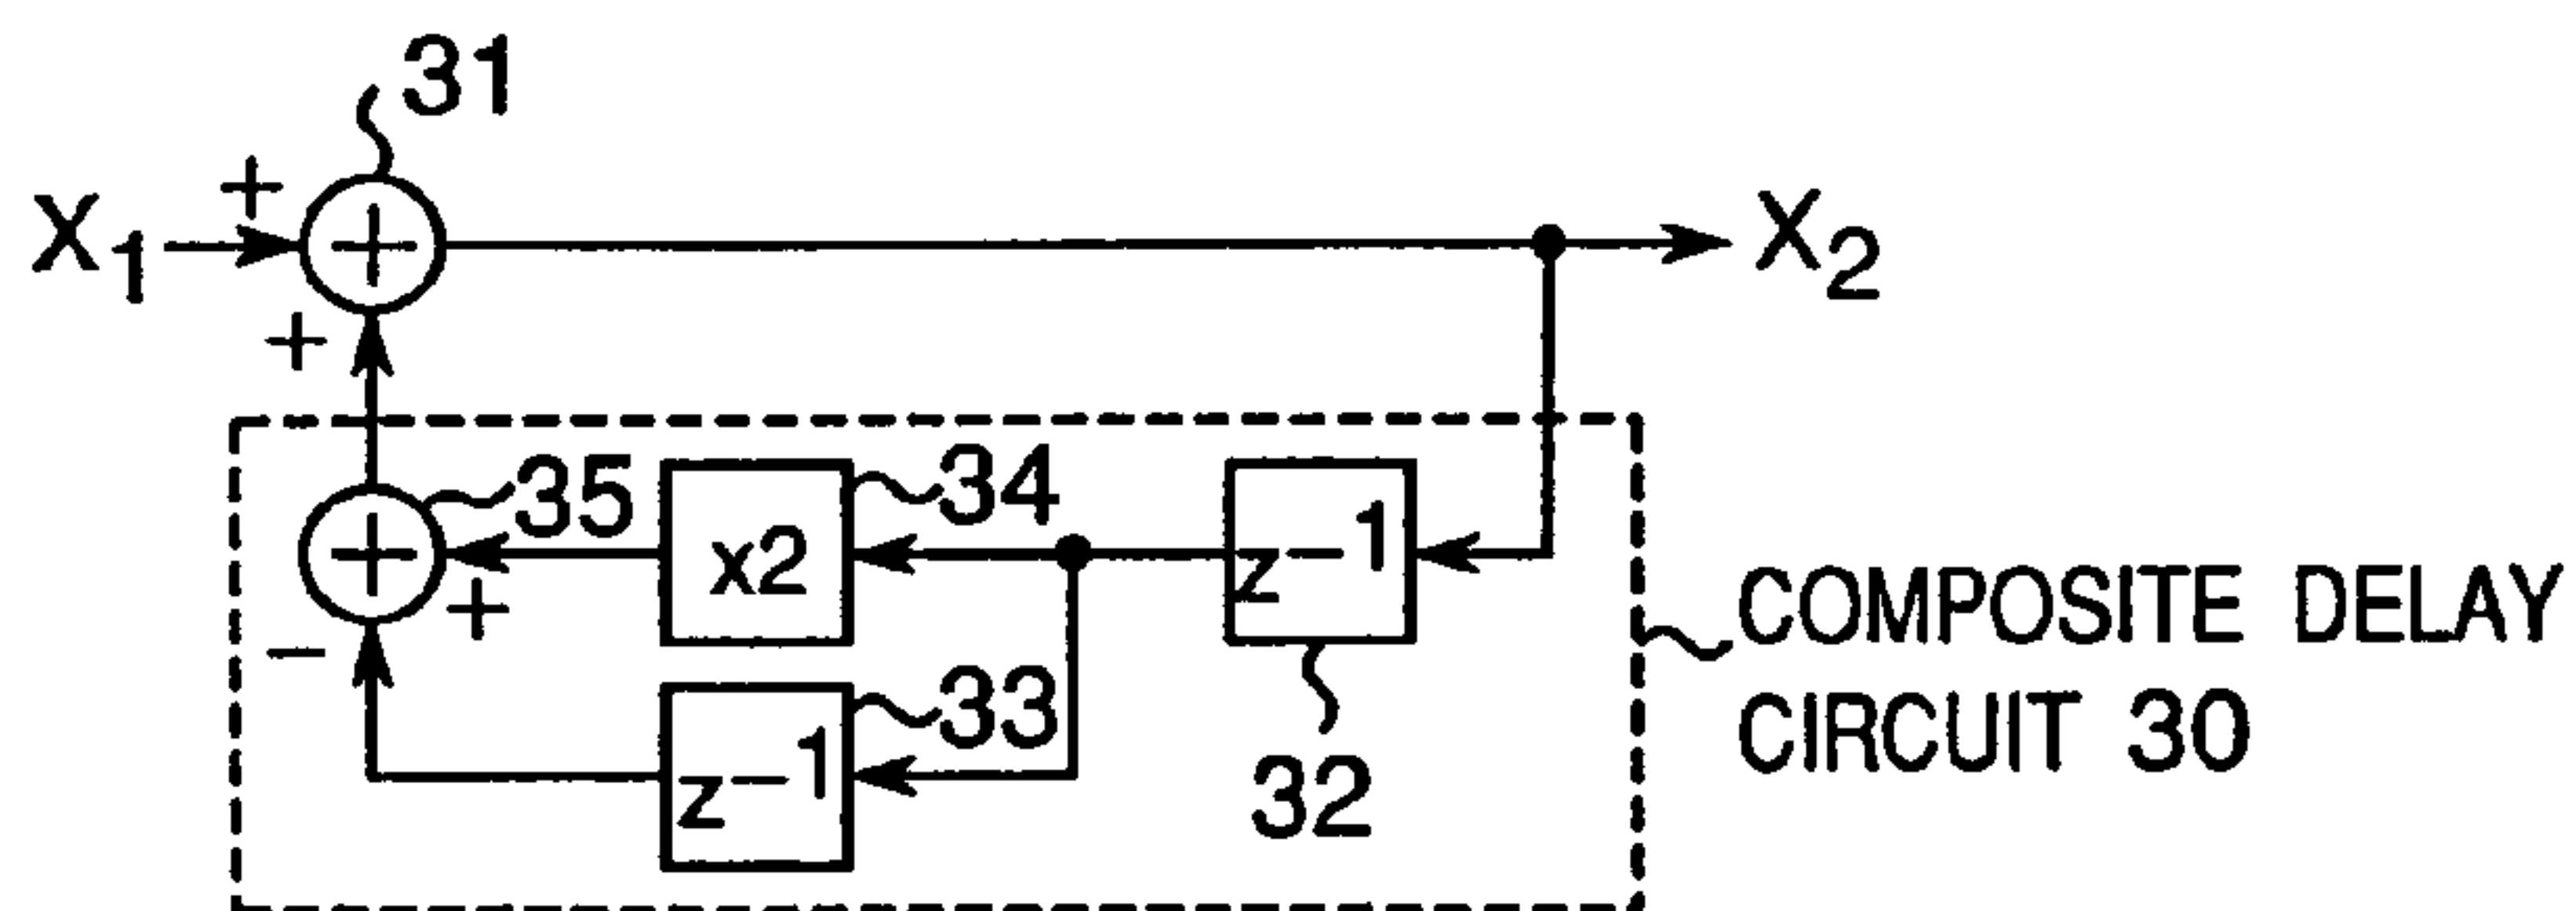 31
+
X1
+
X2
+
35
34
x2
+
z-1
COMPOSITE DELAY
CIRCUIT 30
-
33
z-1
32